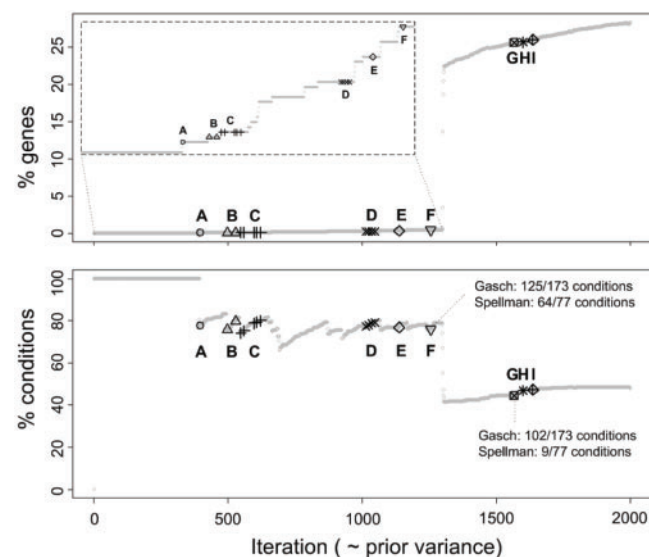 % genes
25
20
15
10
5
0
A
B
C
D
E
F
A B C D E F
GHI
% conditions
100
80
60
40
20
0
A B C D E F
GHI
Gasch: 125/173 conditions
Spellman: 64/77 conditions
Gasch: 102/173 conditions
Spellman: 9/77 conditions
0 500 1000 1500 2000
Iteration ( ~ prior variance)